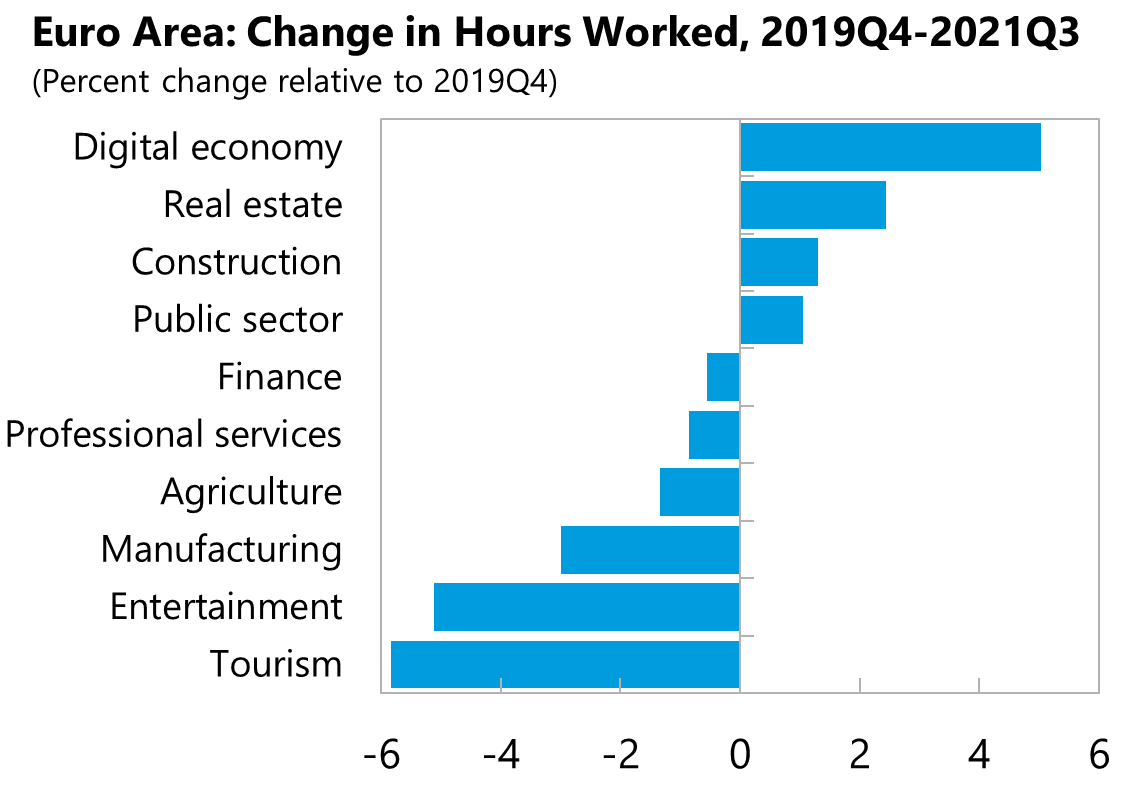 Euro Area: Change in Hours Worked, 2019Q4-2021Q3
(Percent change relative to 2019Q4)
Digital economy
Real estate
Construction
Public sector
Finance
Professional services
Agriculture
Manufacturing
Entertainment
Tourism
-6 -4 -2 0 2 4 6